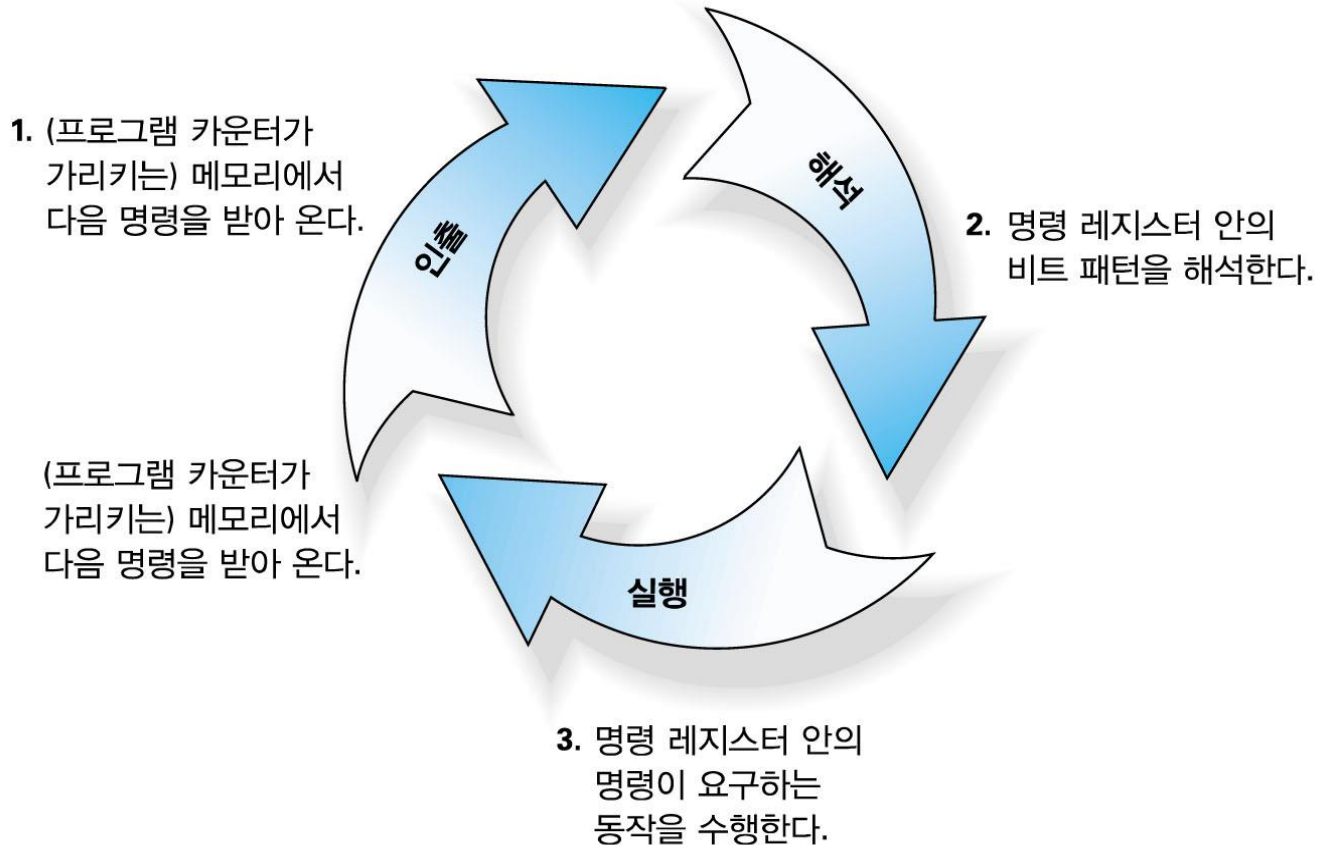 1. (프로그램 카운터가
가리키는) 메모리에서
다음 명령을 받아 온다.
인출
해석
2. 명령 레지스터 안의
비트 패턴을 해석한다.
(프로그램 카운터가
가리키는) 메모리에서
다음 명령을 받아 온다.
실행
3. 명령 레지스터 안의
명령이 요구하는
동작을 수행한다.